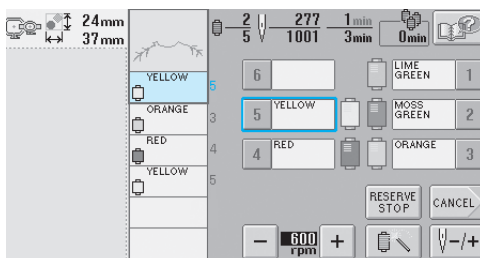 24mm
37mm
2
5
277
1001
1min
3min
0min
YELLOW
5
ORANGE
3
RED
4
YELLOW
5
6
LIME
GREEN
1
5
YELLOW
MOSS
GREEN
2
4
RED
ORANGE
3
RESERVE
STOP
CANCEL
−
600
rpm
+
−/+